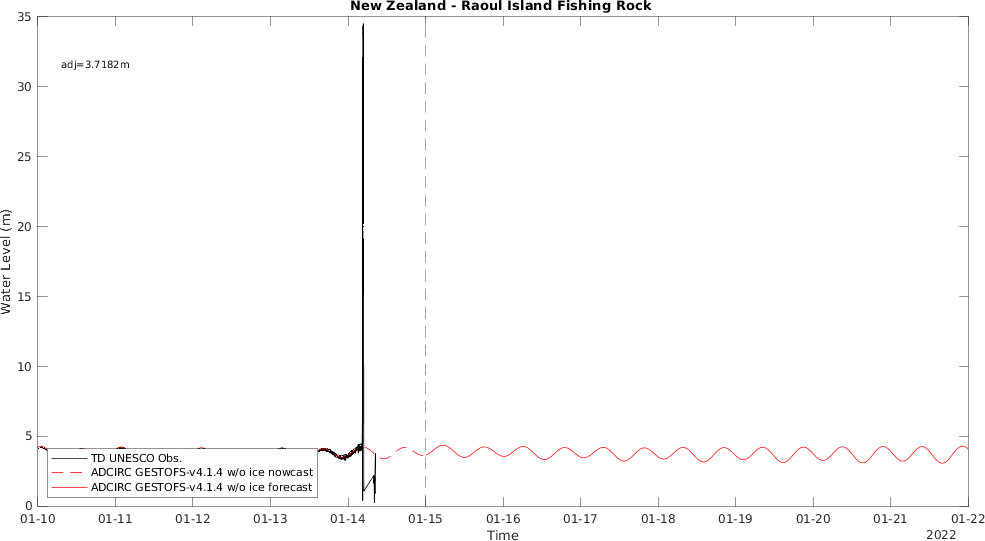 New Zealand - Raoul Island Fishing Rock
35
30
25
20
15
10
5
0
Water Level (m)
adj=3.7182m
TD UNESCO Obs.
ADCIRC GESTOFS-v4.1.4 w/o ice nowcast
ADCIRC GESTOFS-v4.1.4 w/o ice forecast
01-10 01-11 01-12 01-13 01-14 01-15 01-16 01-17 01-18 01-19 01-20 01-21 01-22
Time
2022